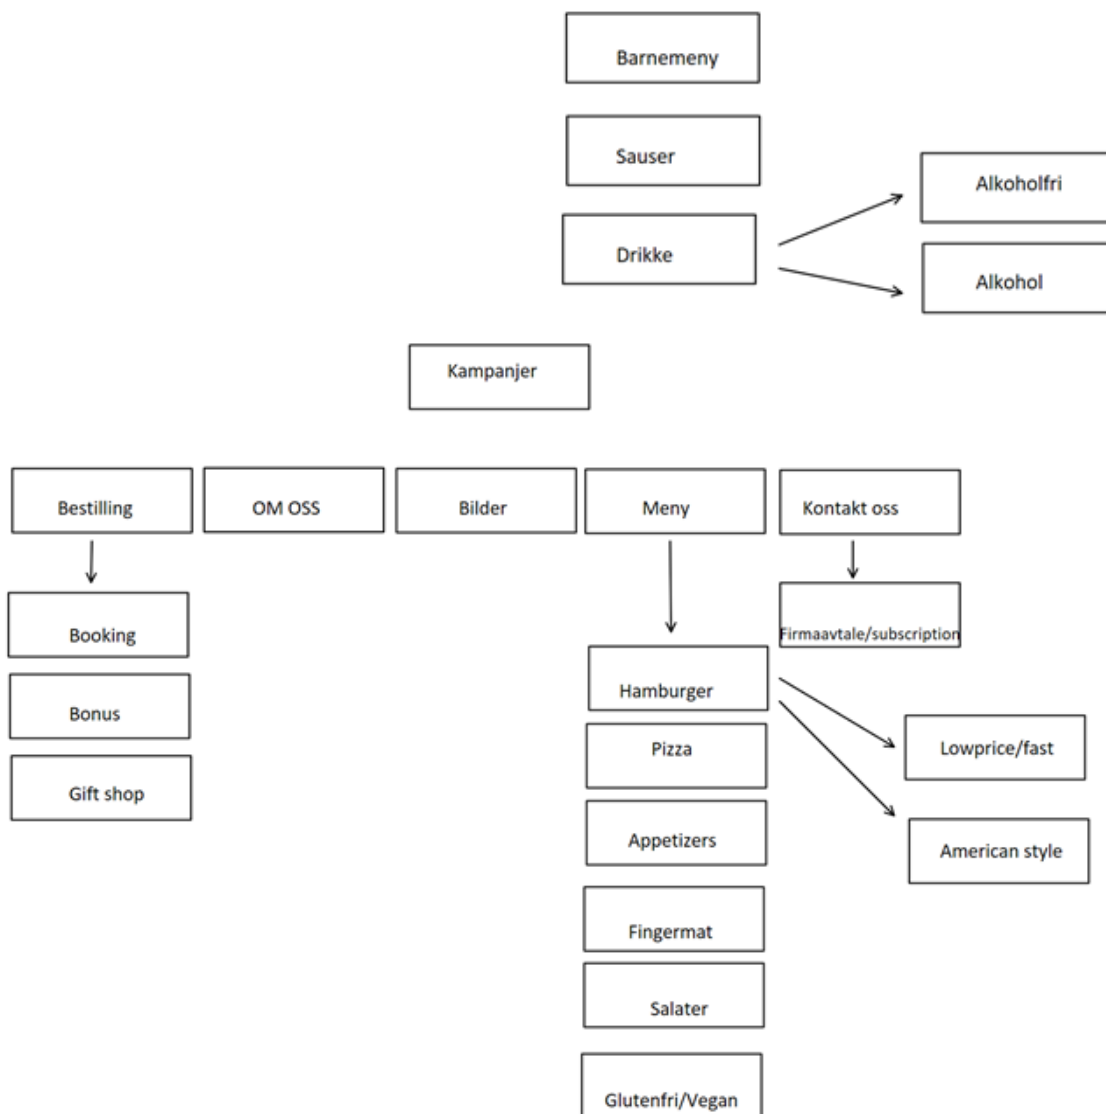 Barnemeny
Sauser
Alkoholfri
Drikke
Alkohol
Kampanjer
Bestilling
OM OSS
Bilder
Meny
Kontakt oss
Booking
Firmaavtale/subscription
Hamburger
Bonus
Pizza
Lowprice/fast
Gift shop
Appetizers
American style
Fingermat
Salater
Glutenfri/Vegan